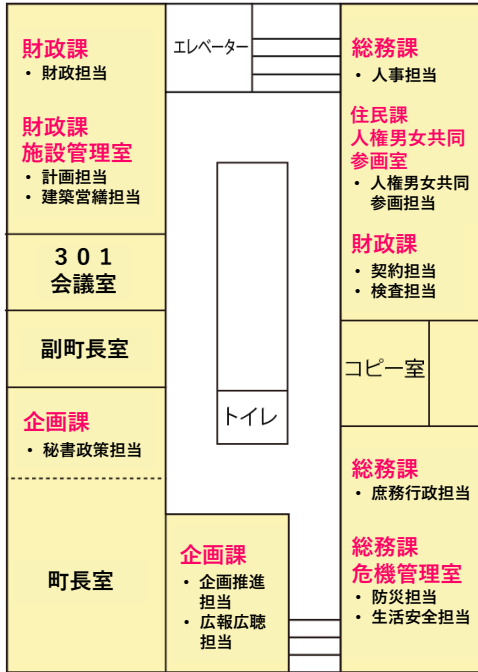 財政課
・ 財政担当
財政課
施設管理室
・ 計画担当
・ 建築営繕担当
３０１
会議室
副町長室
企画課
・ 秘書政策担当
町長室
エレベーター
トイレ
企画課
・ 企画推進
担当
・ 広報広聴
担当
総務課
・ 人事担当
住民課
人権男女共同
参画室
・ 人権男女共同
参画担当
財政課
・ 契約担当
・ 検査担当
コピー室
総務課
・ 庶務行政担当
総務課
危機管理室
・ 防災担当
・ 生活安全担当